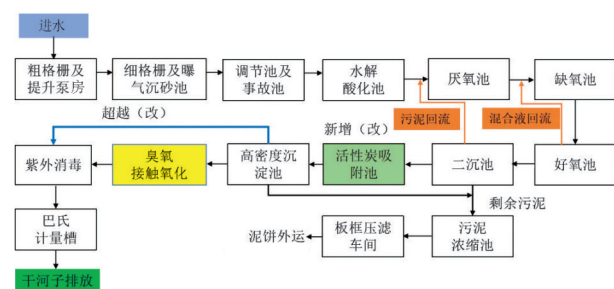 进水
粗格栅及
提升泵房
细格栅及曝
气沉砂池
调节池及
事故池
水解
酸化池
厌氧池
缺氧池
超越（改）
新增（改）
污泥回流
混合液回流
紫外消毒
臭氧
接触氧化
高密度沉
淀池
活性炭吸
附池
二沉池
好氧池
剩余污泥
巴氏
计量槽
泥饼外运
板框压滤
车间
污泥
浓缩池
干河子排放